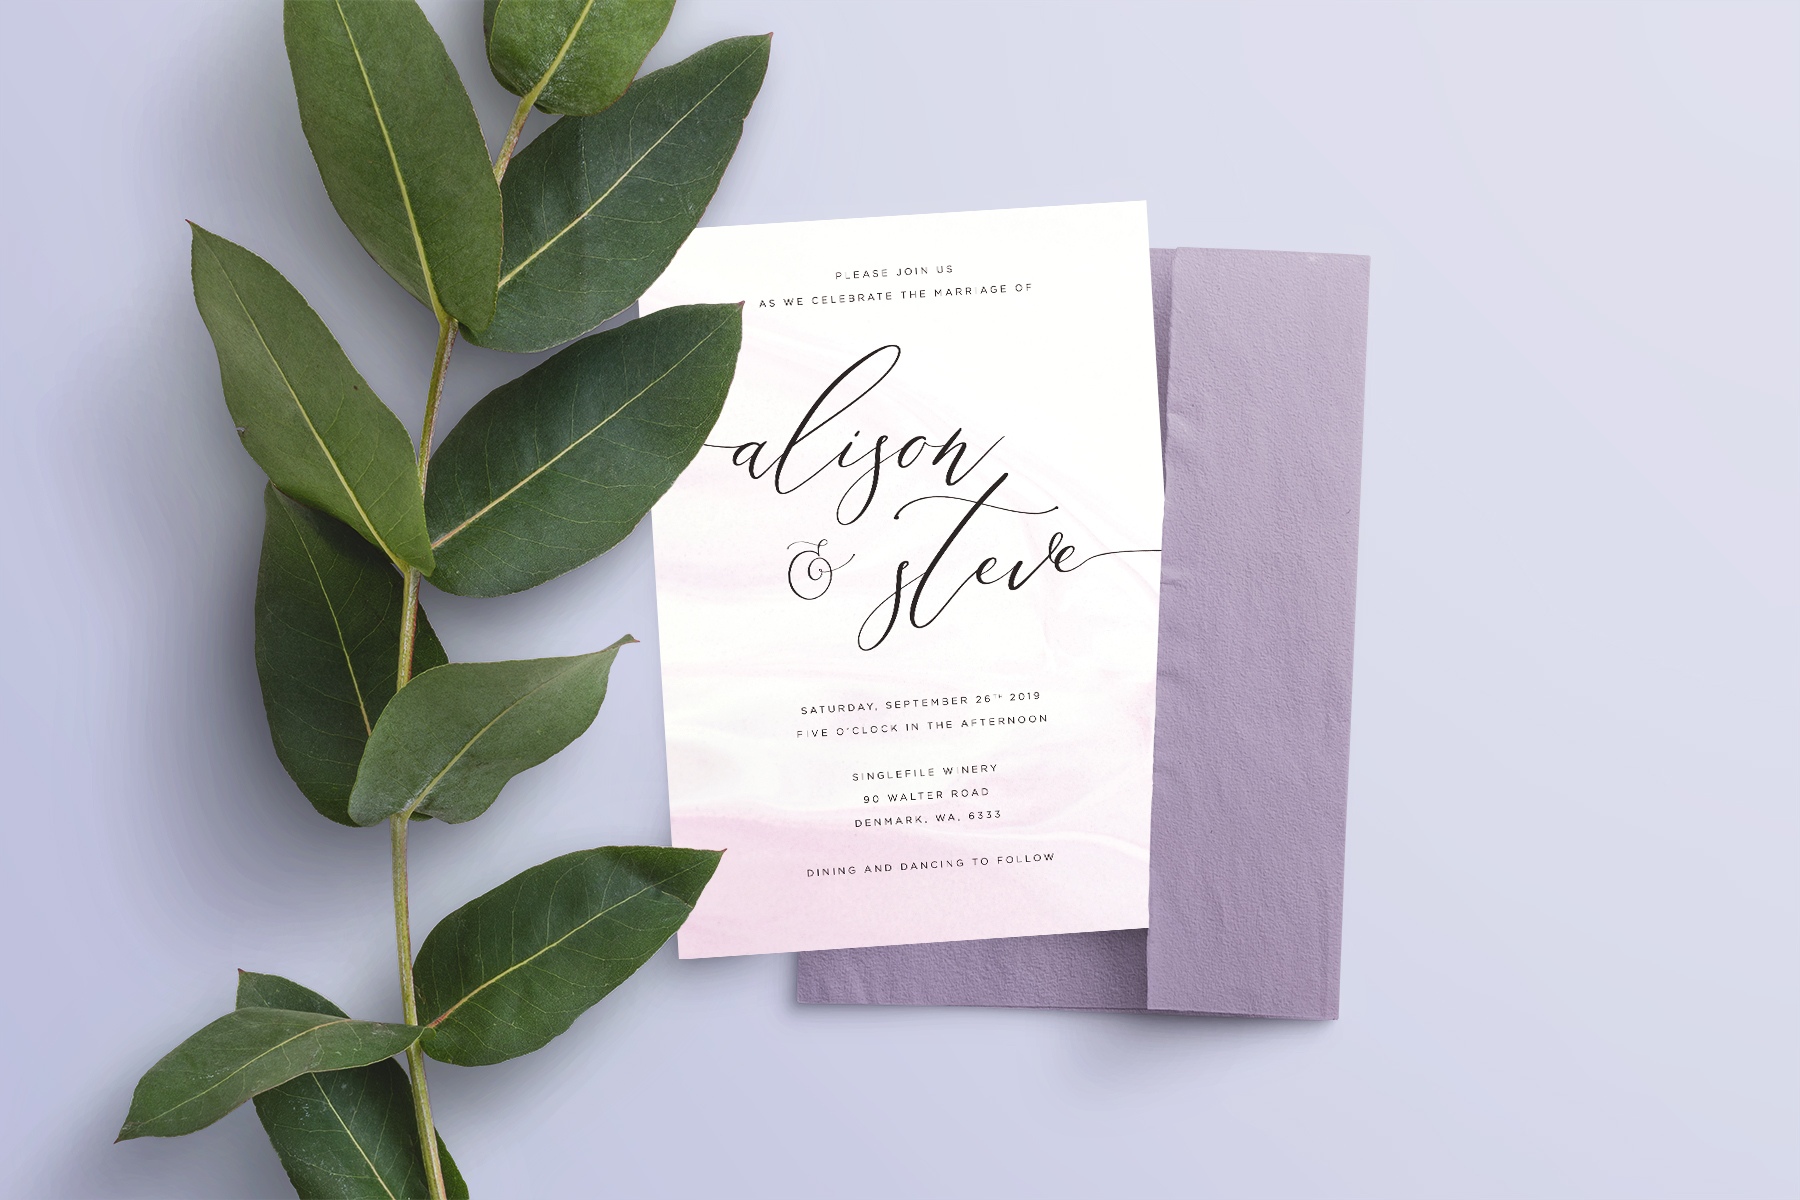 PLEASE JOIN US
AS WE CELEBRATE THE MARRIAGE OF
alison
& steve
SATURDAY, SEPTEMBER 26TH 2019
FIVE O'CLOCK IN THE AFTERNOON
SINGLEFILE WINERY
90 WALTER ROAD
DENMARK, WA, 6333
DINING AND DANCING TO FOLLOW